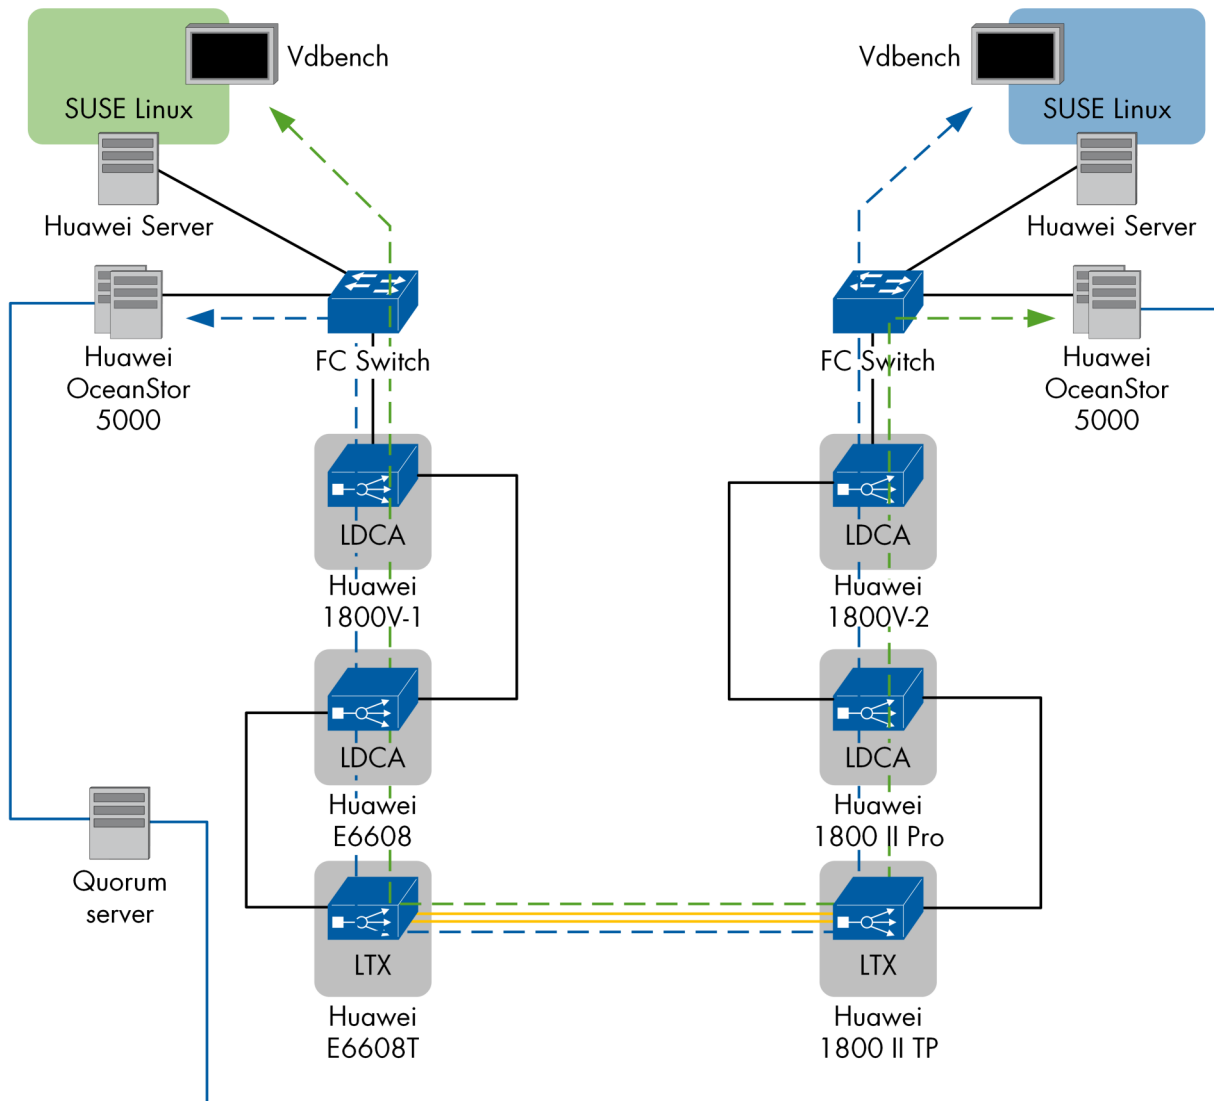 Vdbench
SUSE Linux
Huawei Server
Huawei
OceanStor
5000
FC Switch
LDCA
Huawei
1800V-1
LDCA
Huawei
E6608
LTX
Huawei
E6608T
Quorum
server
Vdbench
SUSE Linux
Huawei Server
Huawei
OceanStor
5000
FC Switch
LDCA
Huawei
1800V-2
LDCA
Huawei
1800 II Pro
LTX
Huawei
1800 II TP